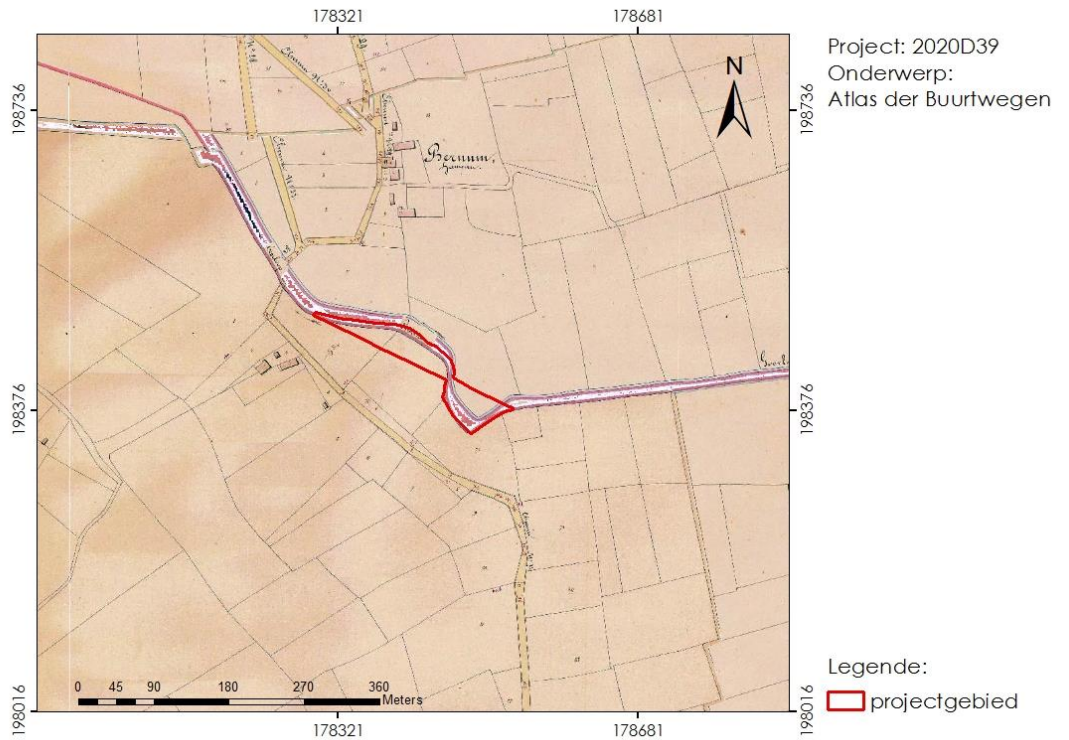 178321
178681
198736
198736
Project: 2020D39
Onderwerp:
Atlas der Buurtwegen
N
198376
198376
0 45 90 180 270 360
Meters
198016
198016
178321
178681
Legende:
projectgebied